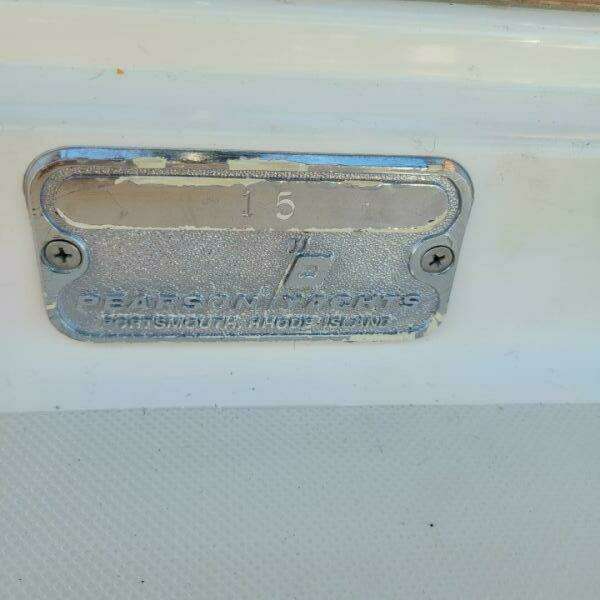 15
PEARSON YACHTS
PORTSMOUTH, RHODE ISLAND